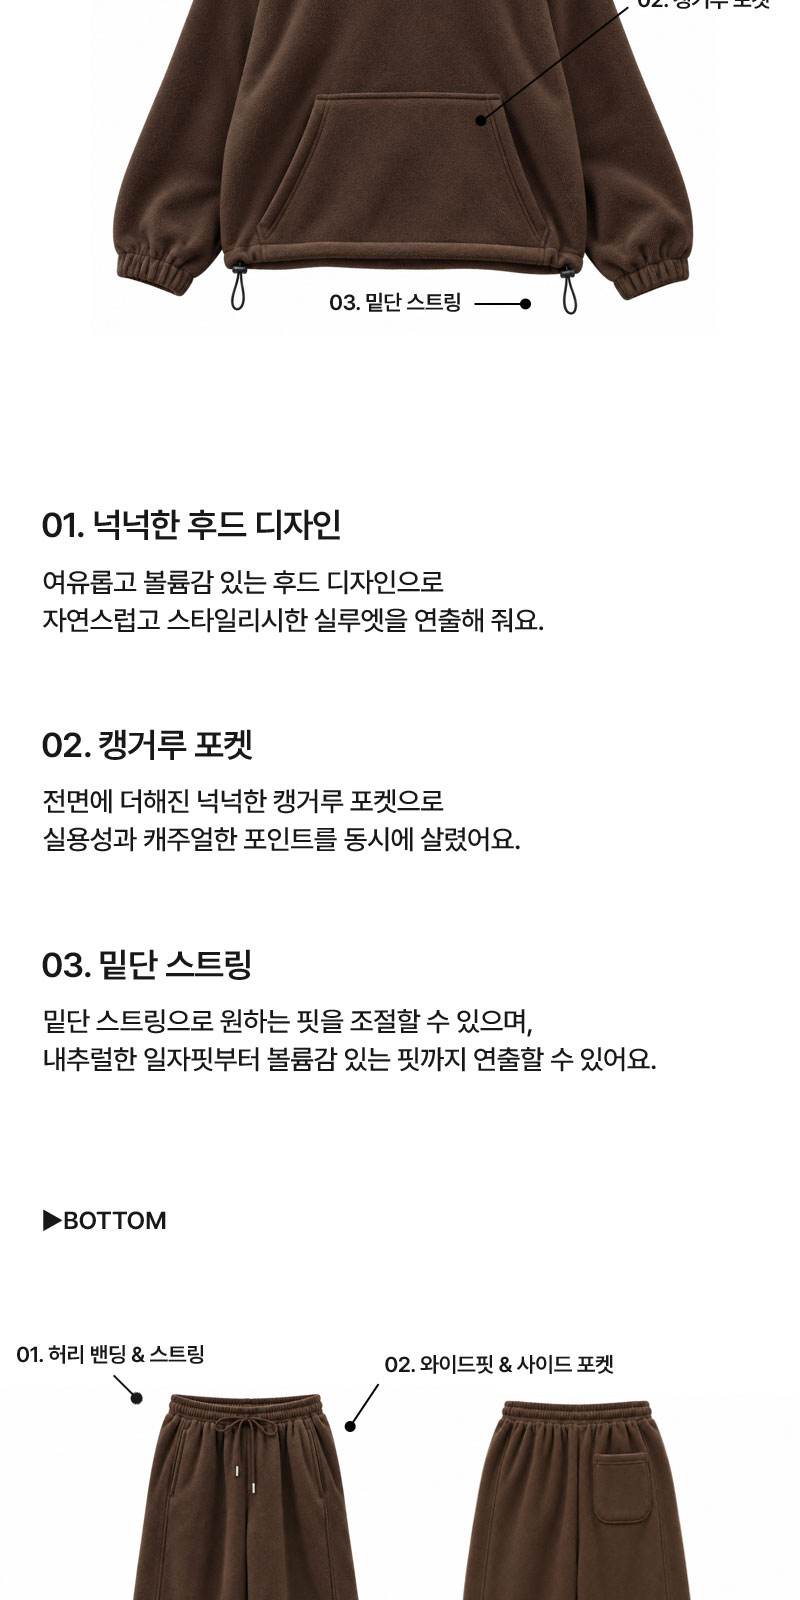 02. 캥거루 포켓
03. 밑단 스트링
01. 넉넉한 후드 디자인
여유롭고 볼륨감 있는 후드 디자인으로
자연스럽고 스타일리시한 실루엣을 연출해 줘요.
02. 캥거루 포켓
전면에 더해진 넉넉한 캥거루 포켓으로
실용성과 캐주얼한 포인트를 동시에 살렸어요.
03. 밑단 스트링
밑단 스트링으로 원하는 핏을 조절할 수 있으며,
내추럴한 일자핏부터 볼륨감 있는 핏까지 연출할 수 있어요.
▶BOTTOM
01. 허리 밴딩 & 스트링
02. 와이드핏 & 사이드 포켓